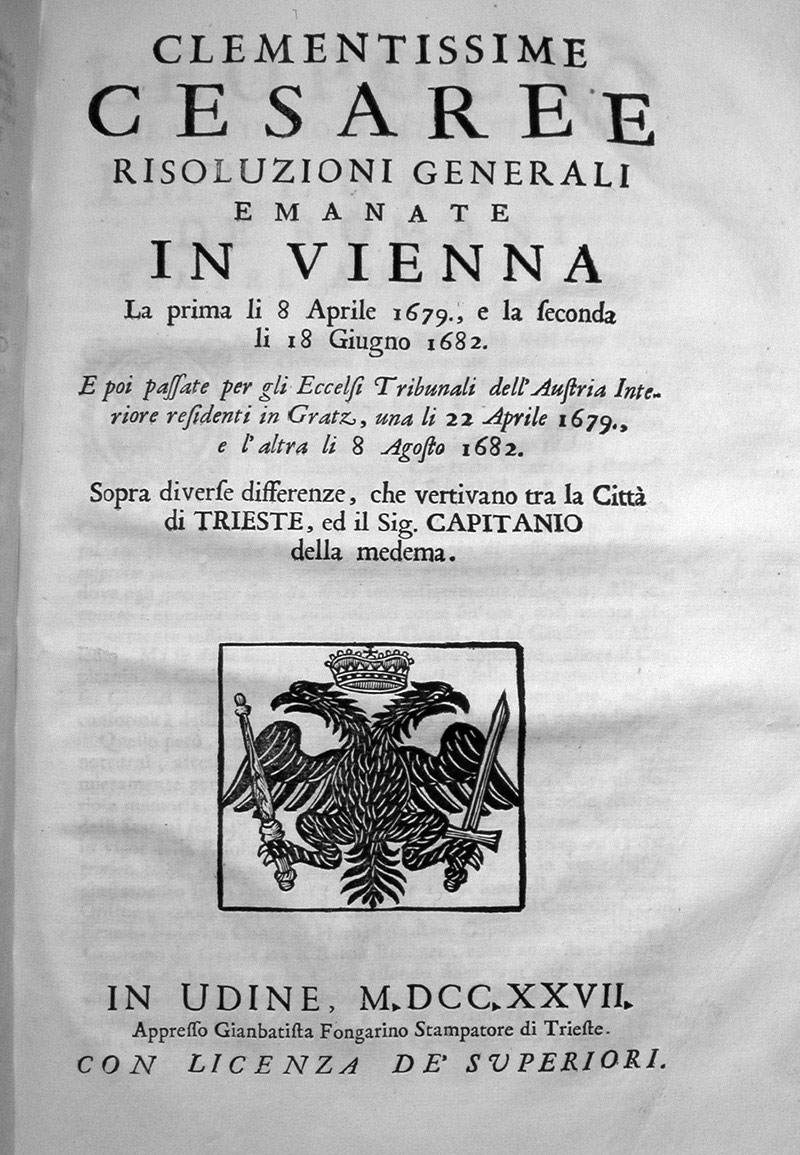 CLEMENTISSIME
CESAREE
RISOLUZIONI GENERALI
EMANATE
IN VIENNA
La prima li 8 Aprile 1679., e la ſeconda
li 18 Giugno 1682.
E poi paſſate per gli Eccelſi Tribunali dell' Auſtria Inte-
riore reſidenti in Gratz, una li 22 Aprile 1679.,
e l'altra li 8 Agoſto 1682.
Sopra diverſe differenze, che vertivano tra la Città
di TRIESTE, ed il Sig. CAPITANIO
della medema.
IN UDINE, M.DCC.XXVII.
Appreſſo Gianbatiſta Fongarino Stampatore di Trieſte.
CON LICENZA DE' SUPERIORI.